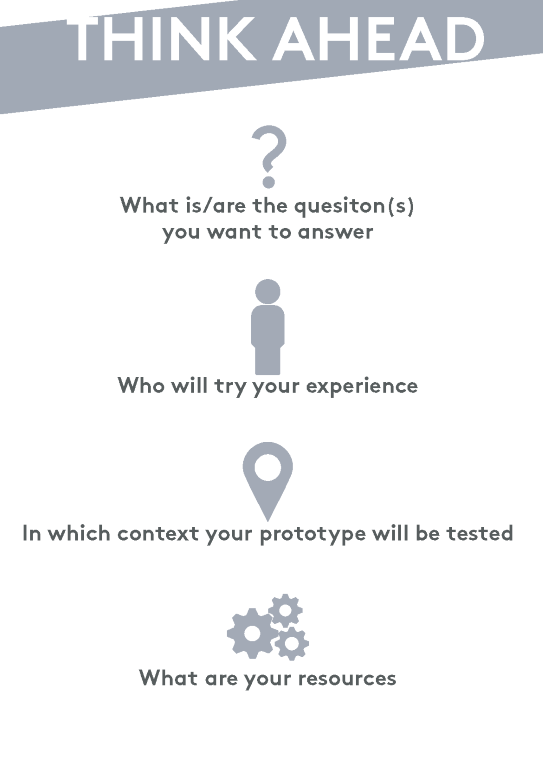 THINK AHEAD
?
What is/are the quesiton(s)
you want to answer
Who will try your experience
In which context your prototype will be tested
What are your resources